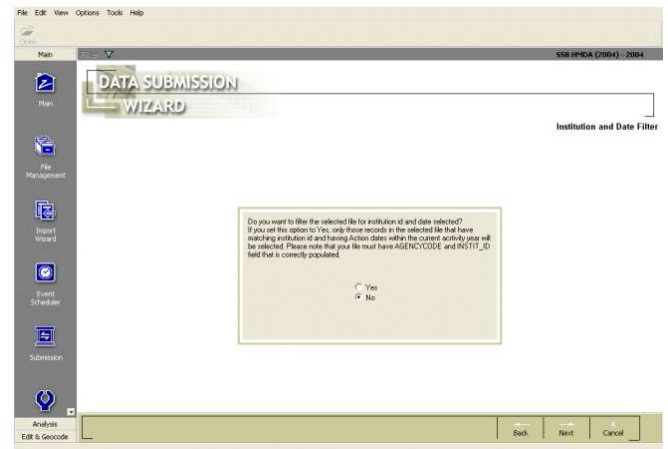 File Edit View Options Tools Help
Open
Main
SSB HMDA (2004) - 2004
DATA SUBMISSION
WIZARD
Institution and Date Filter
Main
File
Management
Import
Wizard
Event
Scheduler
Submission
Do you want to filter the selected file for institution id and date selected?
If you set this option to Yes, only those records in the selected file that have
matching institution id and having Action dates within the current acrtivity year will
be selected. Please note that your file must have AGENCYCODE and INSTIT_ID
field that is correctly populated.
Yes
No
Analysis
Edit & Geocode
Back Next Cancel